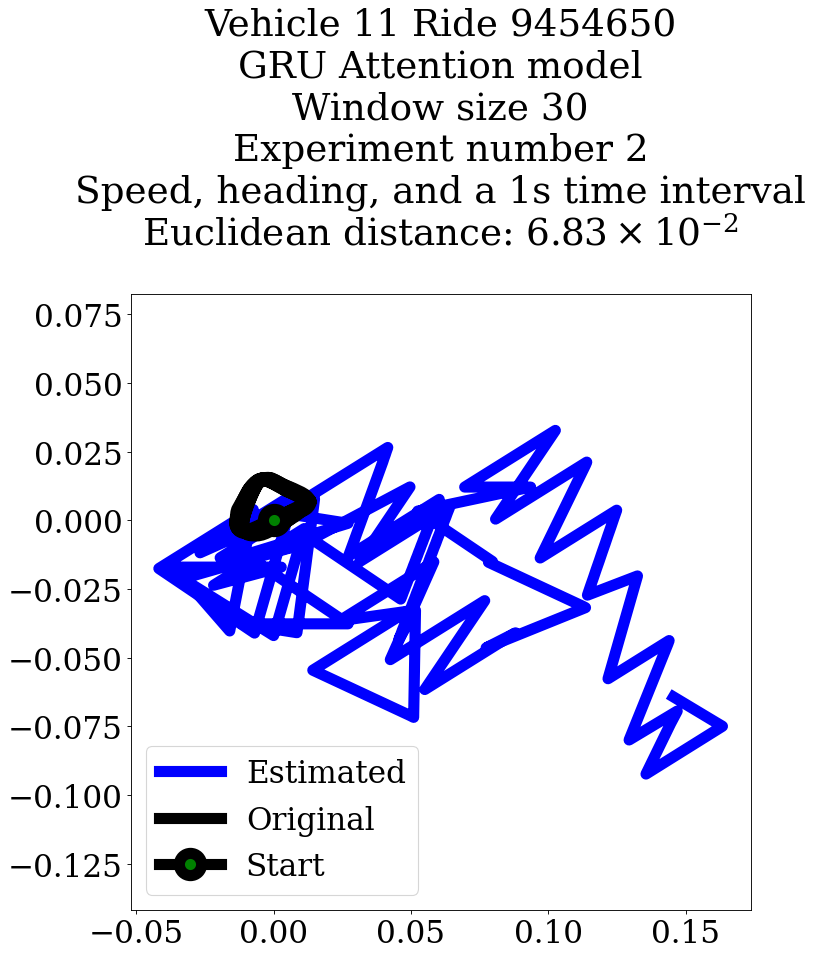 Vehicle 11 Ride 9454650
GRU Attention model
Window size 30
Experiment number 2
Speed, heading, and a 1s time interval
Euclidean distance: 6.83 × 10⁻²
0.075
0.050
0.025
0.000
−0.025
−0.050
−0.075
−0.100
−0.125
Estimated
Original
Start
−0.05 0.00 0.05 0.10 0.15